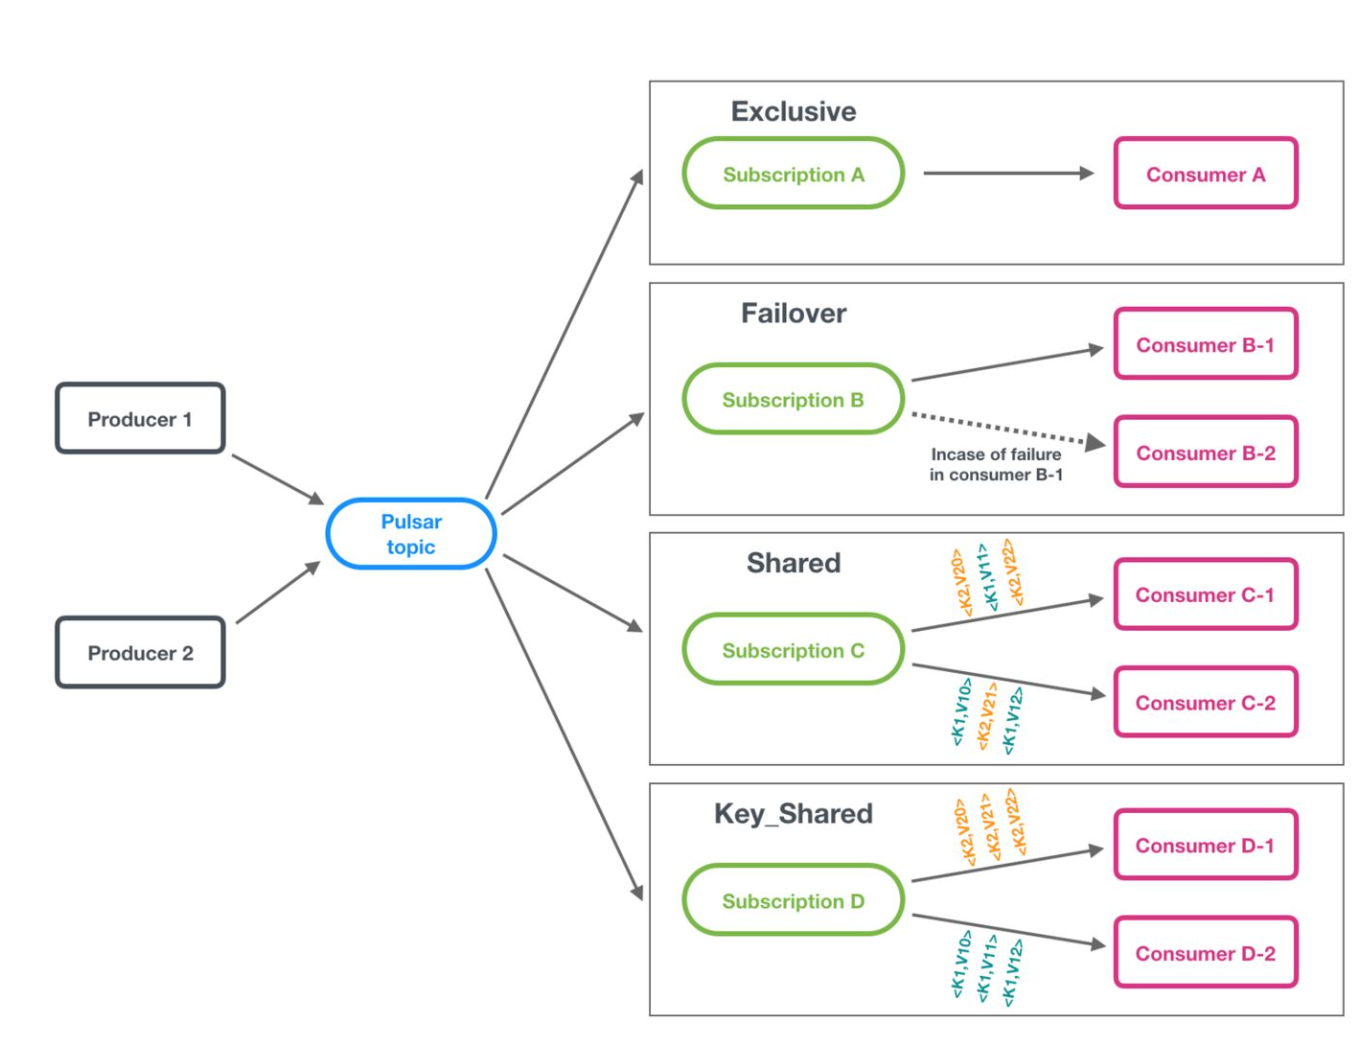 Producer 1
Producer 2
Pulsar
topic
Exclusive
Subscription A
Consumer A
Failover
Subscription B
Consumer B-1
Consumer B-2
Incase of failure
in consumer B-1
Shared
Subscription C
<K2,V20>
<K1,V11>
<K2,V22>
Consumer C-1
<K1,V10>
<K2,V21>
<K1,V12>
Consumer C-2
Key_Shared
Subscription D
<K2,V20>
<K2,V21>
<K2,V22>
Consumer D-1
<K1,V10>
<K1,V11>
<K1,V12>
Consumer D-2